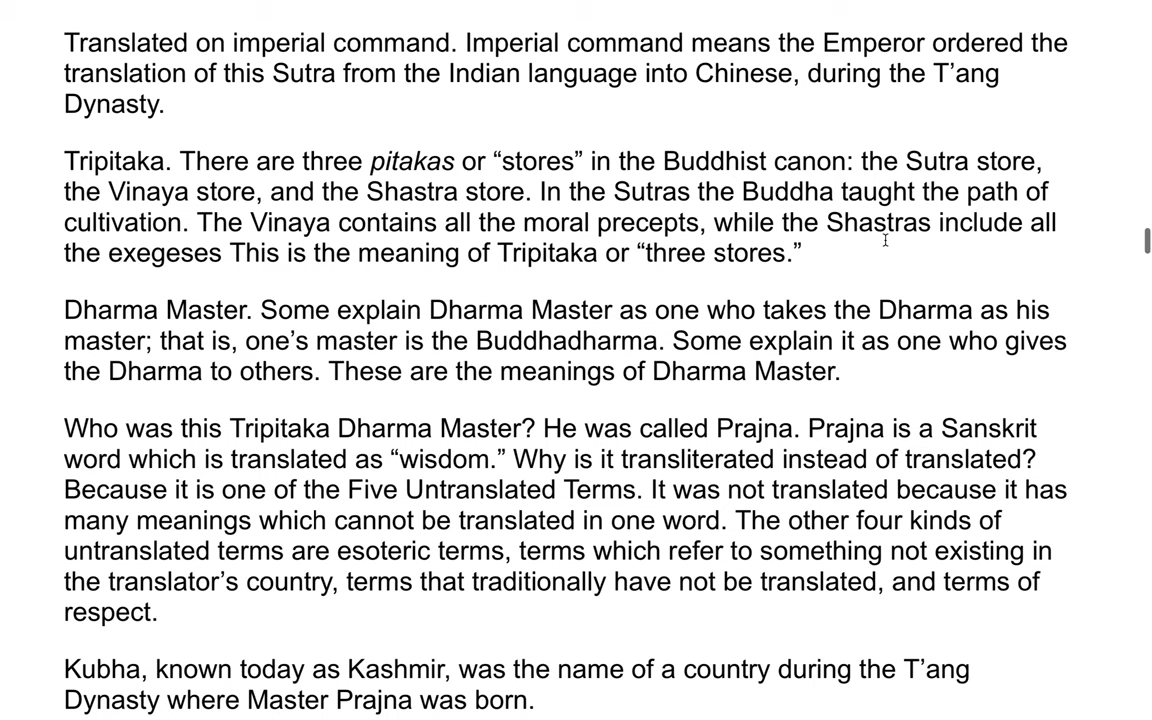 Translated on imperial command. Imperial command means the Emperor ordered the
translation of this Sutra from the Indian language into Chinese, during the T’ang
Dynasty.
Tripitaka. There are three pitakas or “stores” in the Buddhist canon: the Sutra store,
the Vinaya store, and the Shastra store. In the Sutras the Buddha taught the path of
cultivation. The Vinaya contains all the moral precepts, while the Shastras include all
the exegeses This is the meaning of Tripitaka or “three stores.”
Dharma Master. Some explain Dharma Master as one who takes the Dharma as his
master; that is, one’s master is the Buddhadharma. Some explain it as one who gives
the Dharma to others. These are the meanings of Dharma Master.
Who was this Tripitaka Dharma Master? He was called Prajna. Prajna is a Sanskrit
word which is translated as “wisdom.” Why is it transliterated instead of translated?
Because it is one of the Five Untranslated Terms. It was not translated because it has
many meanings which cannot be translated in one word. The other four kinds of
untranslated terms are esoteric terms, terms which refer to something not existing in
the translator’s country, terms that traditionally have not be translated, and terms of
respect.
Kubha, known today as Kashmir, was the name of a country during the T’ang
Dynasty where Master Prajna was born.